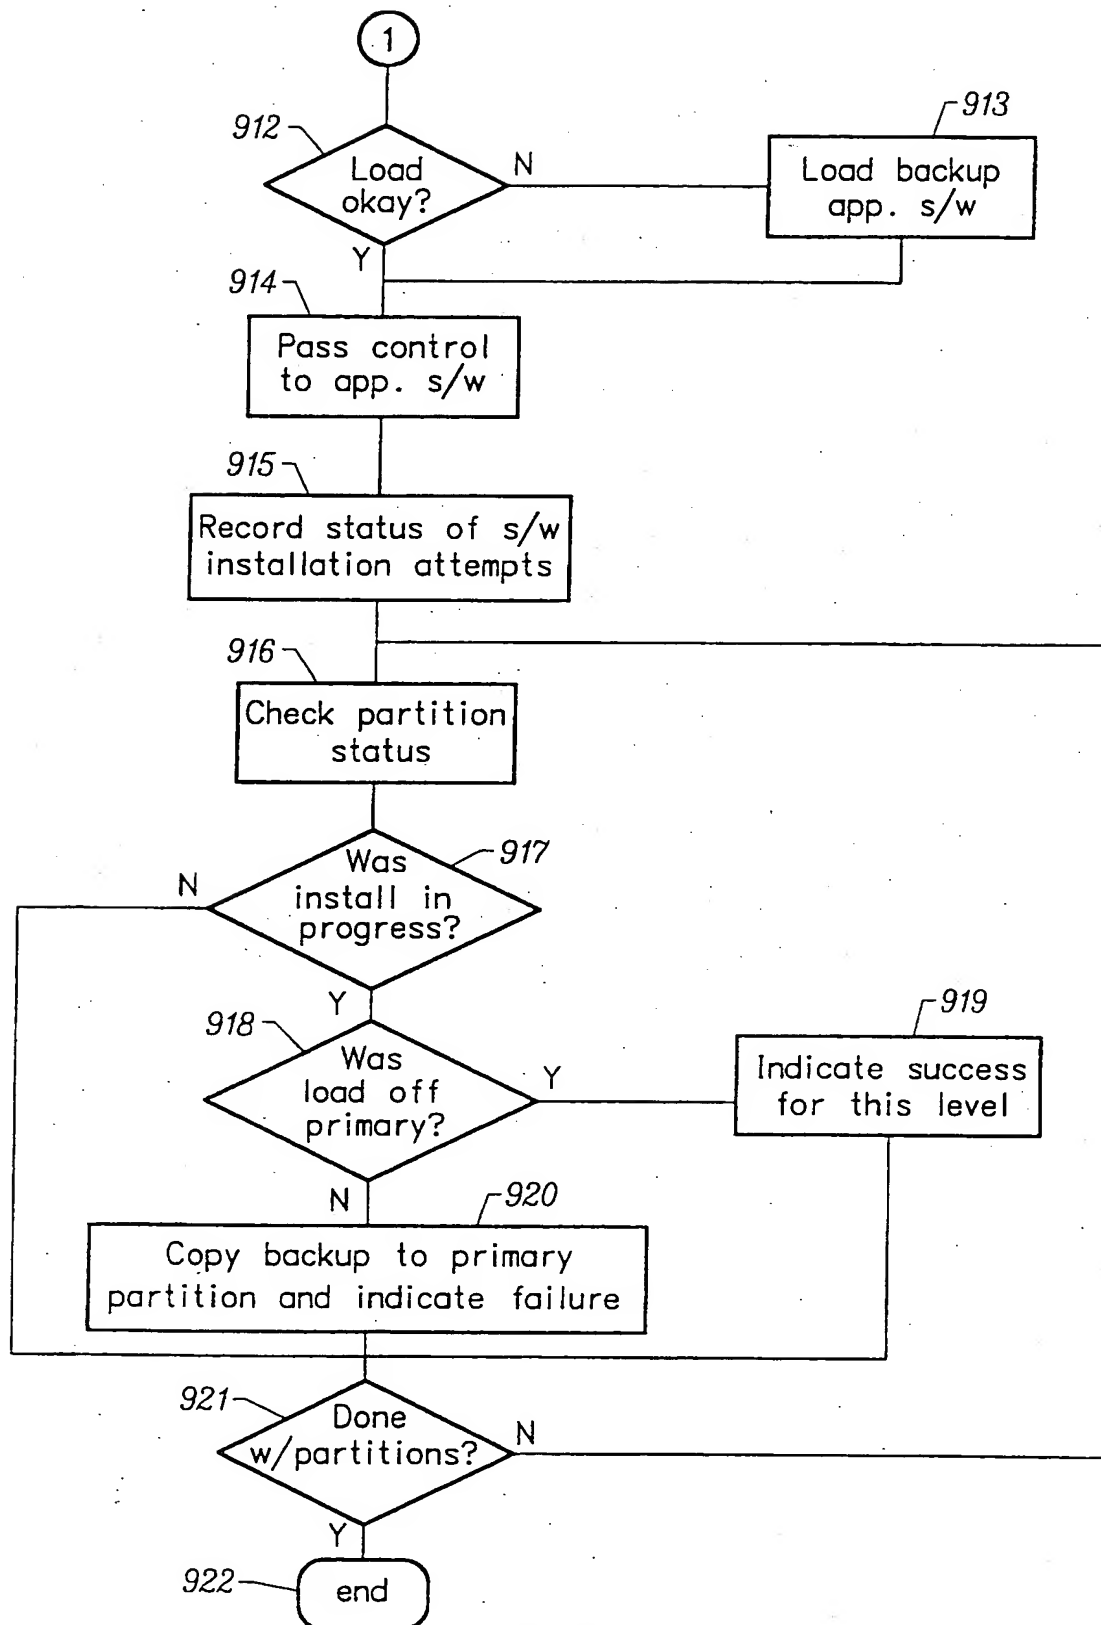 1
912
Load
okay?
N
Y
913
Load backup
app. s/w
914
Pass control
to app. s/w
915
Record status of s/w
installation attempts
916
Check partition
status
917
Was
install in
progress?
N
Y
918
Was
load off
primary?
Y
N
919
Indicate success
for this level
920
Copy backup to primary
partition and indicate failure
921
Done
w/partitions?
N
Y
922
end